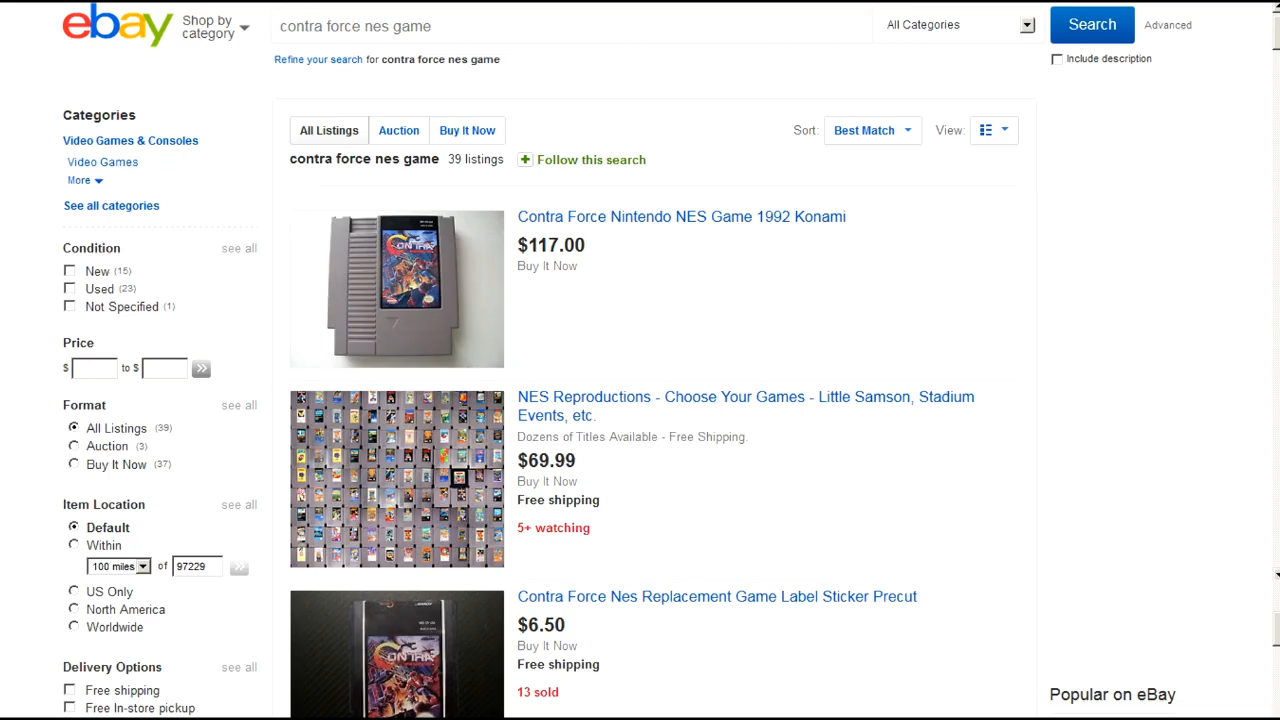 ebay
Shop by
category
contra force nes game
All Categories
Search
Advanced
Refine your search for contra force nes game
Include description
Categories
Video Games & Consoles
Video Games
More
See all categories
Condition see all
New (15)
Used (23)
Not Specified (1)
Price
$ to $
Format see all
All Listings (39)
Auction (3)
Buy It Now (37)
Item Location see all
Default
Within
100 miles of 97229
US Only
North America
Worldwide
Delivery Options see all
Free shipping
Free In-store pickup
All Listings Auction Buy It Now
Sort: Best Match View:
contra force nes game 39 listings Follow this search
Contra Force Nintendo NES Game 1992 Konami
$117.00
Buy It Now
CONTRA
NES Reproductions - Choose Your Games - Little Samson, Stadium
Events, etc.
Dozens of Titles Available - Free Shipping.
$69.99
Buy It Now
Free shipping
5+ watching
Contra Force Nes Replacement Game Label Sticker Precut
$6.50
Buy It Now
Free shipping
13 sold
CONTRA
Popular on eBay